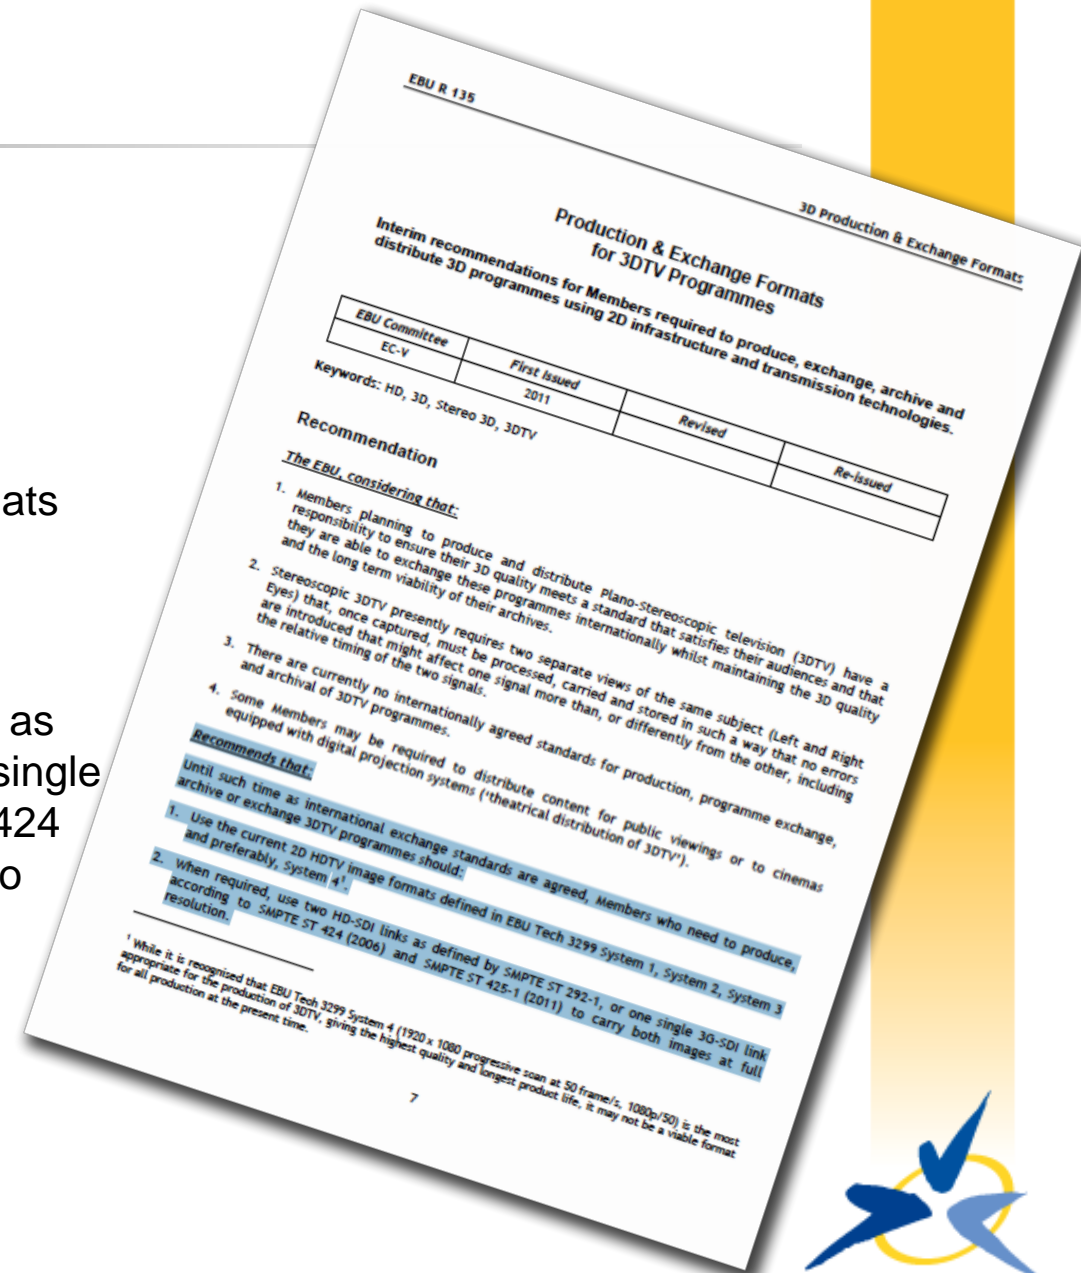 ats
as
single
424
o
EBU R 135
3D Production & Exchange Formats
Production & Exchange Formats
for 3DTV Programmes
Interim recommendations for Members required to produce, exchange, archive and
distribute 3D programmes using 2D infrastructure and transmission technologies.
EBU Committee First Issued Revised Re-issued
EC-V 2011
Keywords: HD, 3D, Stereo 3D, 3DTV
Recommendation
The EBU, considering that:
1. Members planning to produce and distribute Plano-Stereoscopic television (3DTV) have a
responsibility to ensure their 3D quality meets a standard that satisfies their audiences and that
they are able to exchange these programmes internationally whilst maintaining the 3D quality
and the long term viability of their archives.
2. Stereoscopic 3DTV presently requires two separate views of the same subject (Left and Right
Eyes) that, once captured, must be processed, carried and stored in such a way that no errors
are introduced that might affect one signal more than, or differently from the other, including
the relative timing of the two signals.
3. There are currently no internationally agreed standards for production, programme exchange,
and archival of 3DTV programmes.
4. Some Members may be required to distribute content for public viewings or to cinemas
equipped with digital projection systems ('theatrical distribution of 3DTV').
Recommends that:
Until such time as international exchange standards are agreed, Members who need to produce,
archive or exchange 3DTV programmes should:
1. Use the current 2D HDTV image formats defined in EBU Tech 3299 System 1, System 2, System 3
and preferably, System 4¹.
2. When required, use two HD-SDI links as defined by SMPTE ST 292-1, or one single 3G-SDI link
according to SMPTE ST 424 (2006) and SMPTE ST 425-1 (2011) to carry both images at full
resolution.
¹ While it is recognised that EBU Tech 3299 System 4 (1920 x 1080 progressive scan at 50 frame/s, 1080p/50) is the most
appropriate for the production of 3DTV, giving the highest quality and longest product life, it may not be a viable format
for all production at the present time.
7